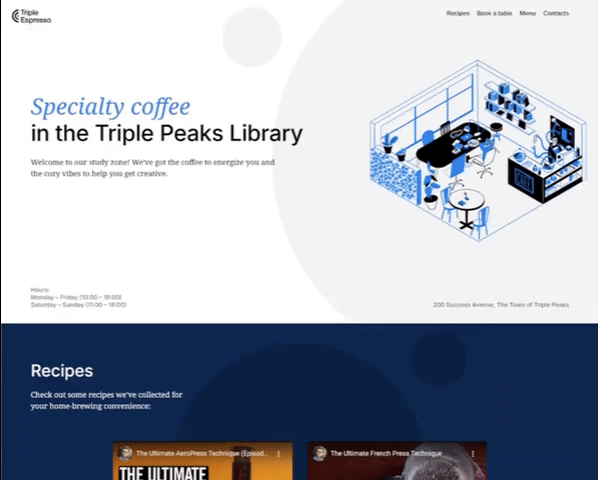 Triple
Espresso
Recipes
Book a table
Menu
Contacts
Specialty coffee
in the Triple Peaks Library
Welcome to our study zone! We've got the coffee to energize you and
the cozy vibes to help you get creative.
Hours:
Monday – Friday (10:00 – 19:00)
Saturday – Sunday (11:00 – 18:00)
200 Success Avenue, The Town of Triple Peaks
Recipes
Check out some recipes we've collected for
your home-brewing convenience:
The Ultimate AeroPress Technique (Episod...
THE ULTIMATE
The Ultimate French Press Technique